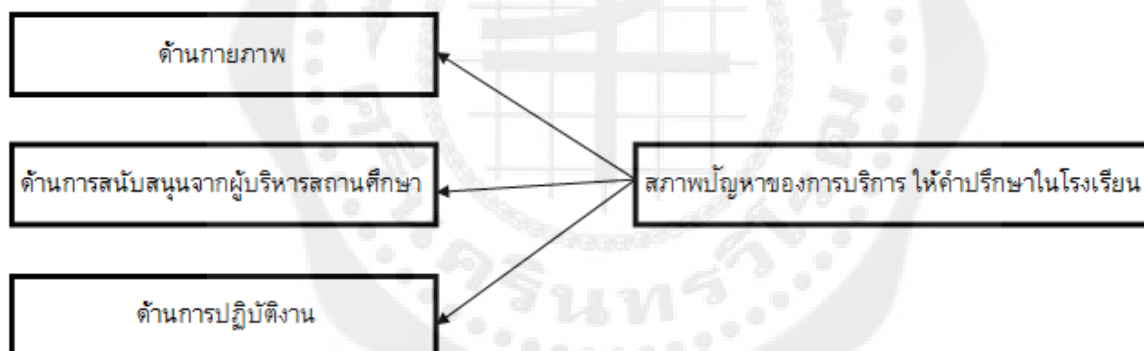 ด้านกายภาพ
ด้านการสนับสนุนจากผู้บริหารสถานศึกษา
สภาพปัญหาของการบริการ ให้คำปรึกษาในโรงเรียน
ด้านการปฏิบัติงาน